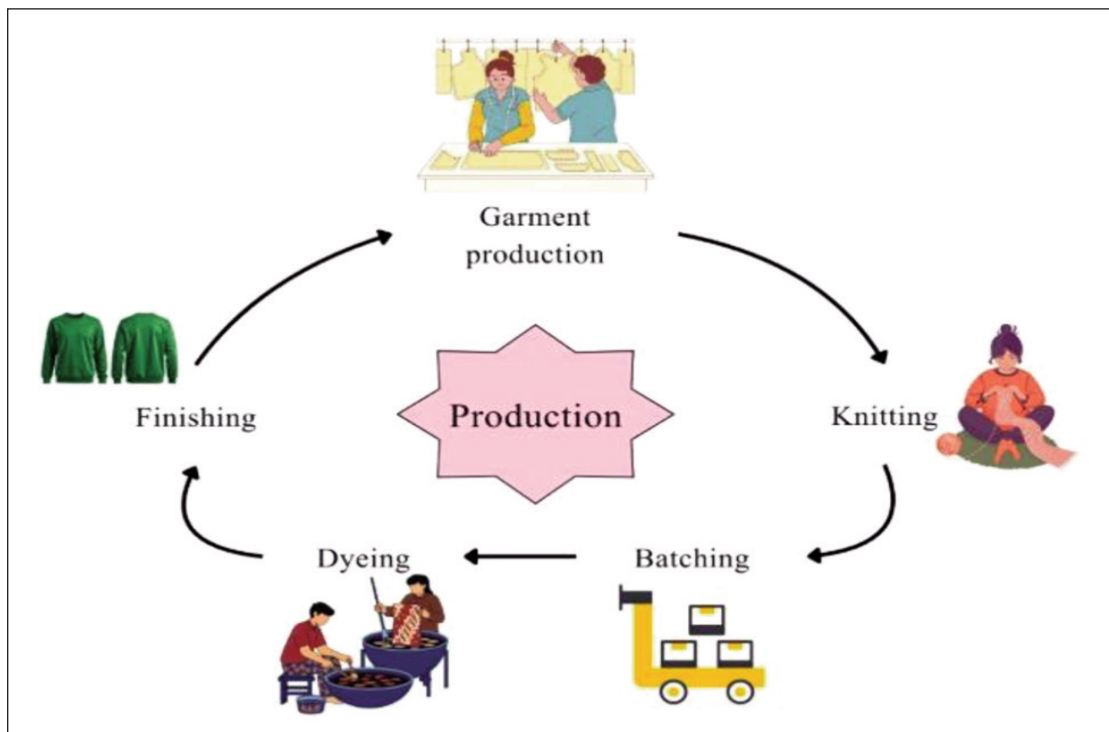 Garment
production
Knitting
Finishing
Production
Dyeing
Batching